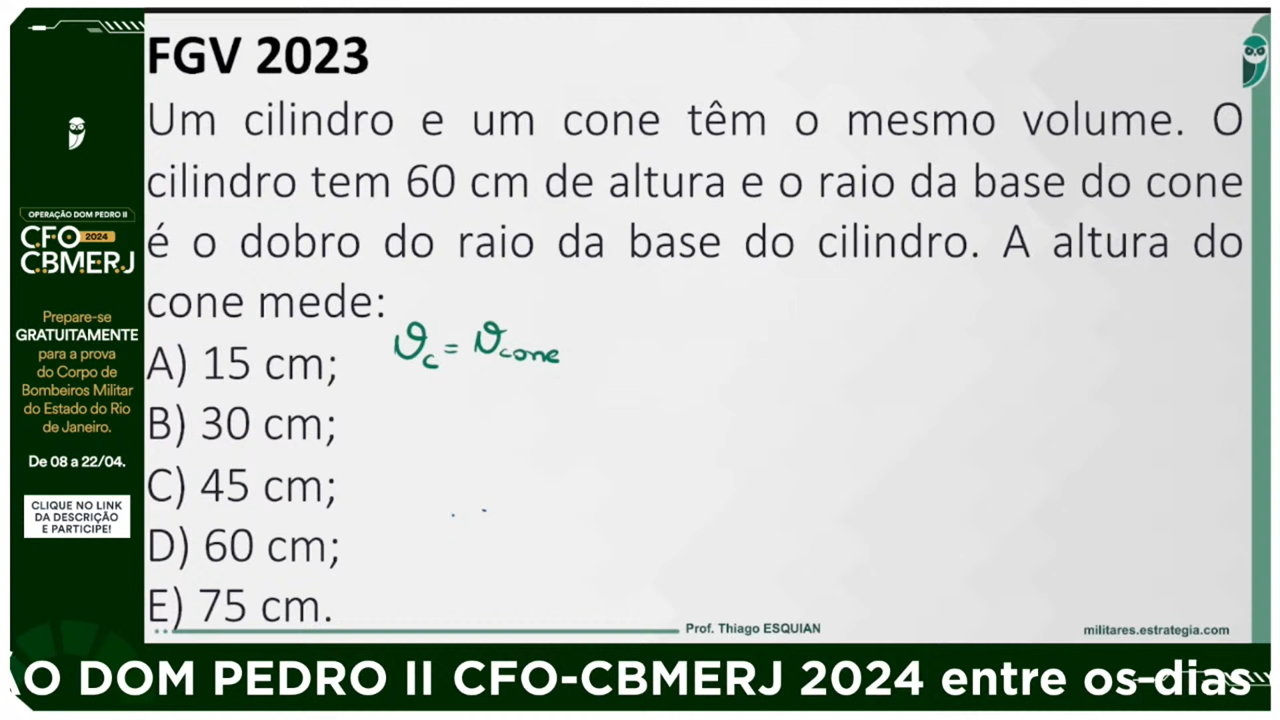 FGV 2023
Um cilindro e um cone têm o mesmo volume. O
cilindro tem 60 cm de altura e o raio da base do cone
é o dobro do raio da base do cilindro. A altura do
cone mede:
A) 15 cm;
B) 30 cm;
C) 45 cm;
D) 60 cm;
E) 75 cm.
ϑc = ϑcone
OPERAÇÃO DOM PEDRO II
CFO 2024
CBMERJ
Prepare-se
GRATUITAMENTE
para a prova
do Corpo de
Bombeiros Militar
do Estado do Rio
de Janeiro.
De 08 a 22/04.
CLIQUE NO LINK
DA DESCRIÇÃO
E PARTICIPE!
Prof. Thiago ESQUIAN
militares.estrategia.com
ÃO DOM PEDRO II CFO-CBMERJ 2024 entre os dias